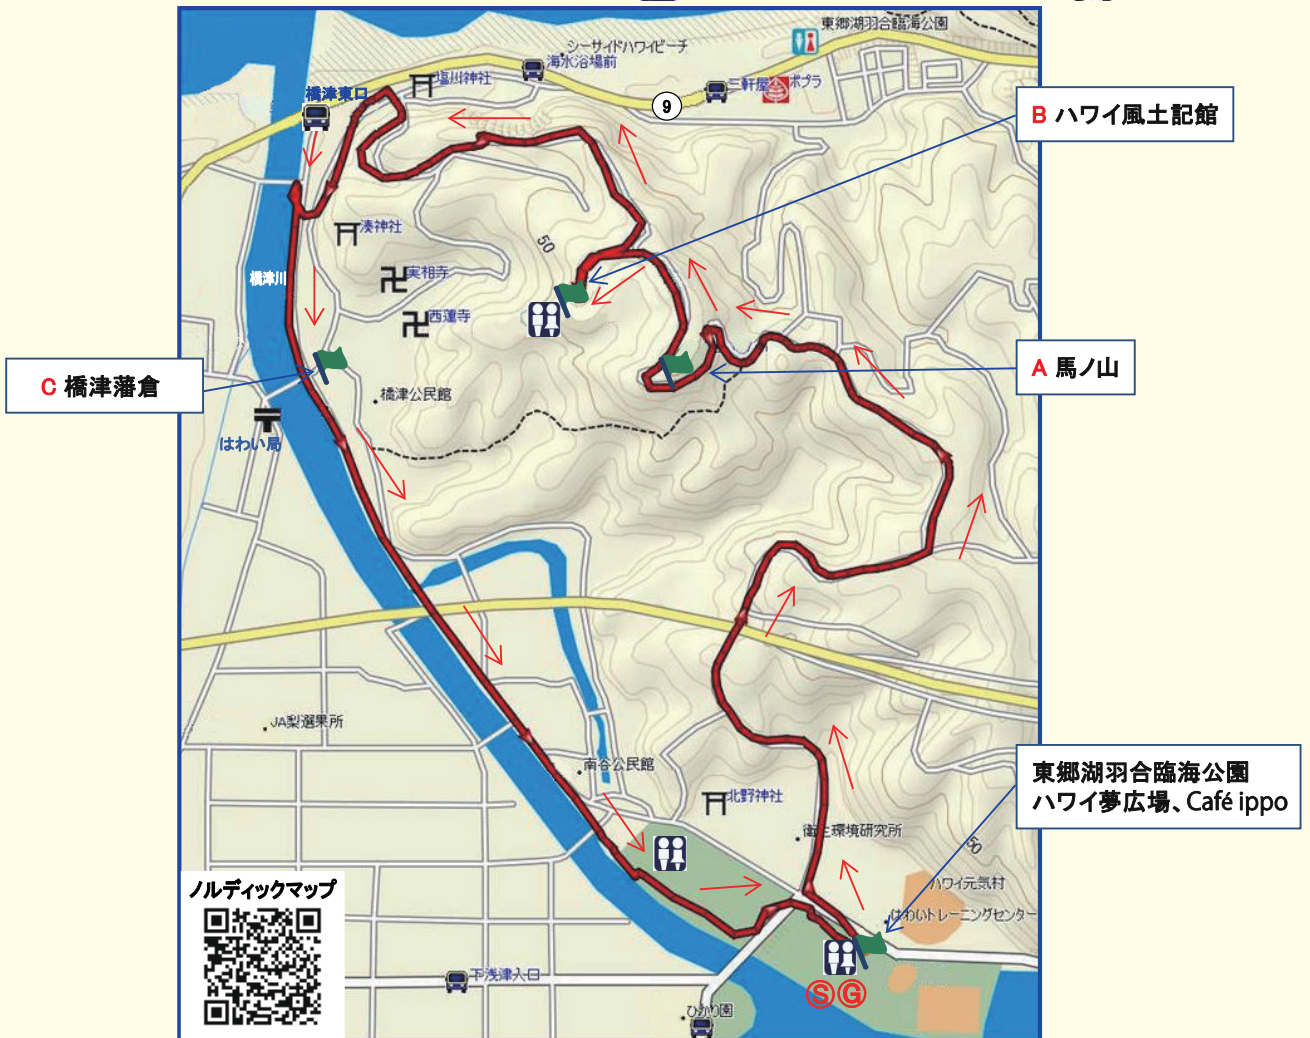 東郷湖羽合臨海公園
シーサイドハワイビーチ
海水浴場前
塩川神社
橋津東口
三軒屋
ポプラ
9
B ハワイ風土記館
湊神社
50
実相寺
橋津川
西蓮寺
A 馬ノ山
C 橋津藩倉
橋津公民館
はわい局
JA梨選果所
南谷公民館
東郷湖羽合臨海公園
ハワイ夢広場、Café ippo
北野神社
衛生環境研究所
50
ハワイ元気村
はわいトレーニングセンター
ノルディックマップ
下浅津入口
ⓈⒼ
ひかり園